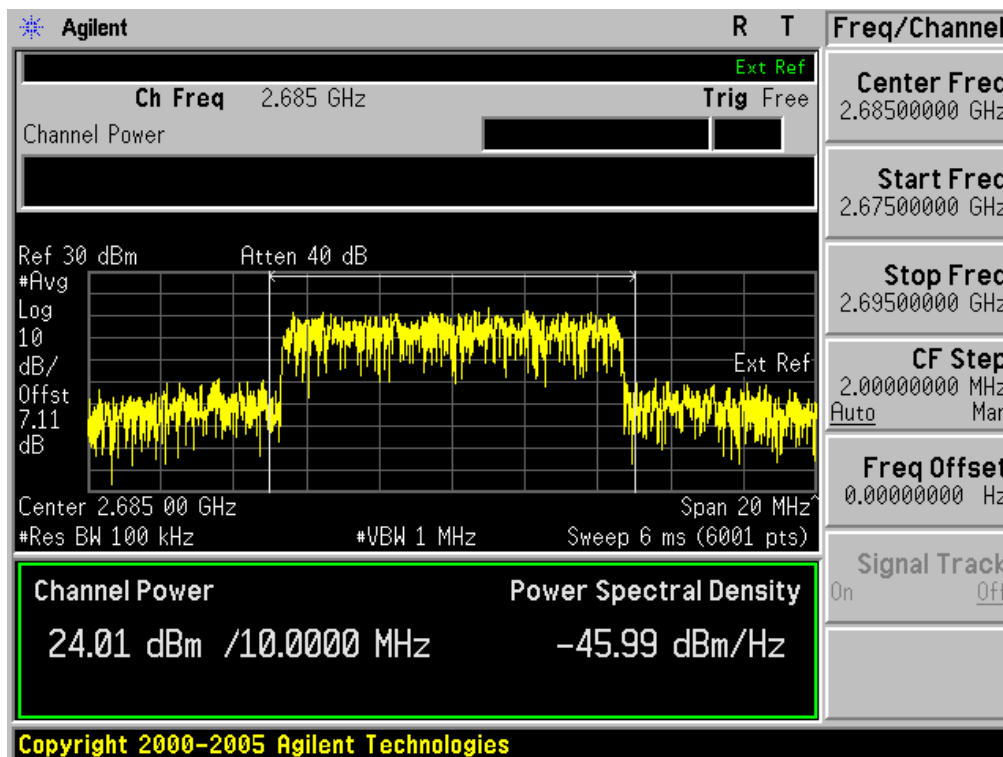 Agilent R T Freq/Channel
Ext Ref
Ch Freq 2.685 GHz Trig Free
Channel Power
Center Freq
2.68500000 GHz
Start Freq
2.67500000 GHz
Stop Freq
2.69500000 GHz
CF Step
2.00000000 MHz
Auto Man
Freq Offset
0.00000000 Hz
Signal Track
On Off
Ref 30 dBm Atten 40 dB
#Avg
Log
10
dB/
Offst
7.11
dB
Ext Ref
Center 2.685 00 GHz Span 20 MHz^
#Res BW 100 kHz #VBW 1 MHz Sweep 6 ms (6001 pts)
Channel Power Power Spectral Density
24.01 dBm /10.0000 MHz -45.99 dBm/Hz
Copyright 2000-2005 Agilent Technologies